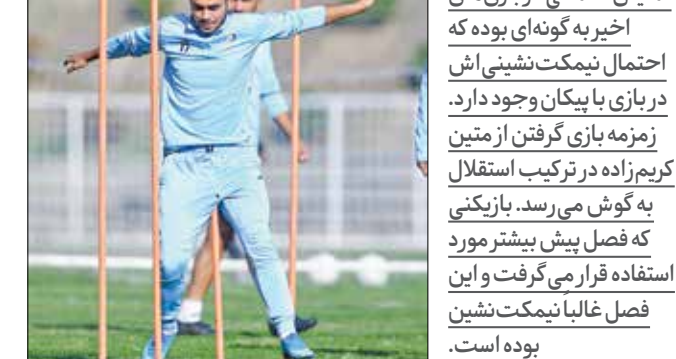 اخیر به گونه‌ای بوده که
احتمال نیمکت‌نشینی‌اش
در بازی با پیکان وجود دارد.
زمزمه بازی گرفتن از متین
کریم‌زاده در ترکیب استقلال
به گوش می‌رسد. بازیکنی
که فصل پیش بیشتر مورد
استفاده قرار می‌گرفت و این
فصل غالباً نیمکت‌نشین
بوده است.